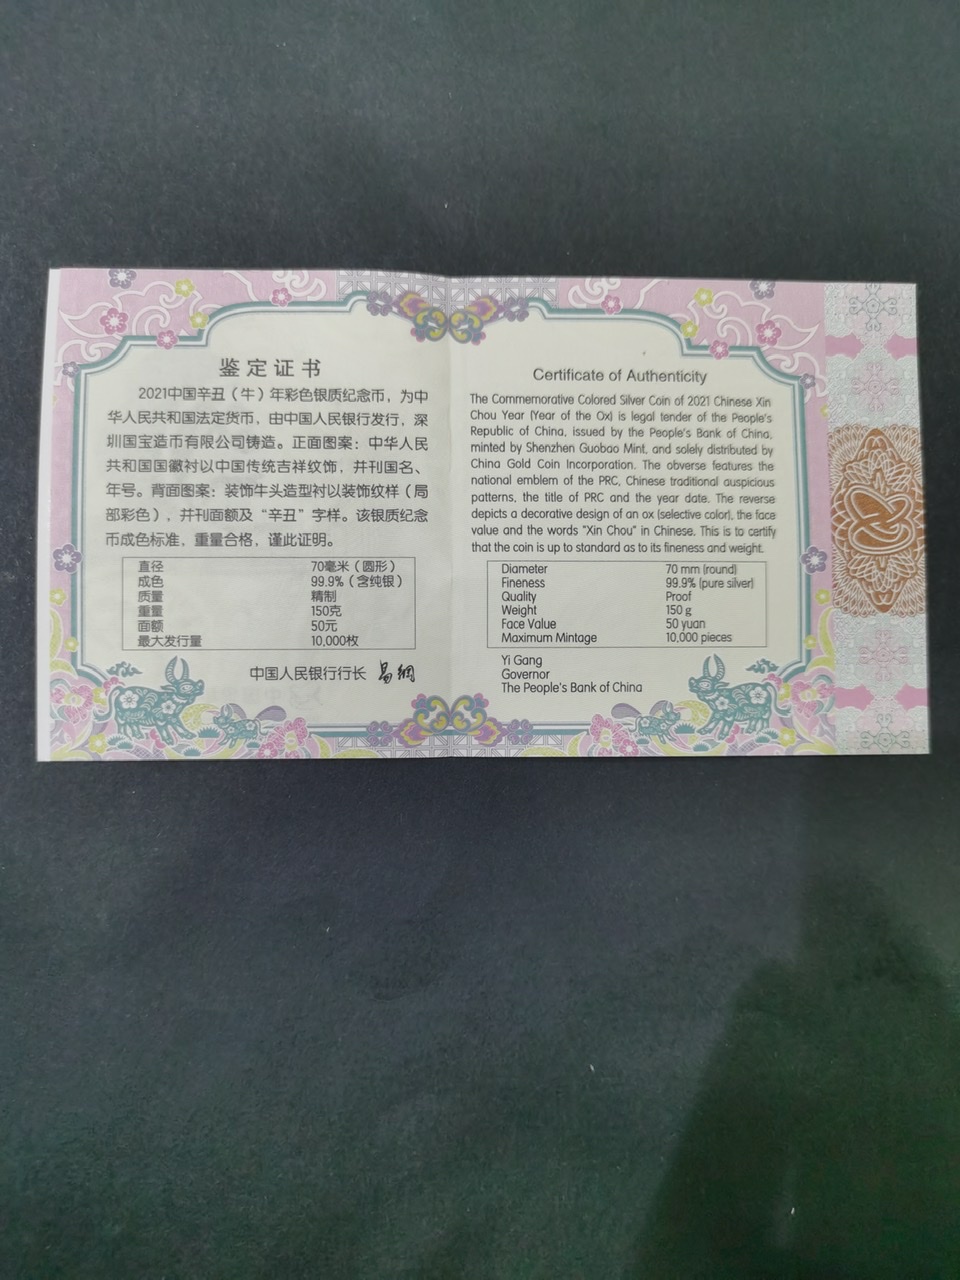 鉴定证书
2021中国辛丑（牛）年彩色银质纪念币，为中
华人民共和国法定货币，由中国人民银行发行，深
圳国宝造币有限公司铸造。正面图案：中华人民
共和国国徽衬以中国传统吉祥纹饰，并刊国名、
年号。背面图案：装饰牛头造型衬以装饰纹样（局
部彩色），并刊面额及“辛丑”字样。该银质纪念
币成色标准，重量合格，谨此证明。
直径 70毫米（圆形）
成色 99.9%（含纯银）
质量 精制
重量 150克
面额 50元
最大发行量 10,000枚
中国人民银行行长 易纲
Certificate of Authenticity
The Commemorative Colored Silver Coin of 2021 Chinese Xin
Chou Year (Year of the Ox) is legal tender of the People's
Republic of China, issued by the People's Bank of China,
minted by Shenzhen Guobao Mint, and solely distributed by
China Gold Coin Incorporation. The obverse features the
national emblem of the PRC, Chinese traditional auspicious
patterns, the title of PRC and the year date. The reverse
depicts a decorative design of an ox (selective color), the face
value and the words "Xin Chou" in Chinese. This is to certify
that the coin is up to standard as to its fineness and weight.
Diameter 70 mm (round)
Fineness 99.9% (pure silver)
Quality Proof
Weight 150 g
Face Value 50 yuan
Maximum Mintage 10,000 pieces
Yi Gang
Governor
The People's Bank of China